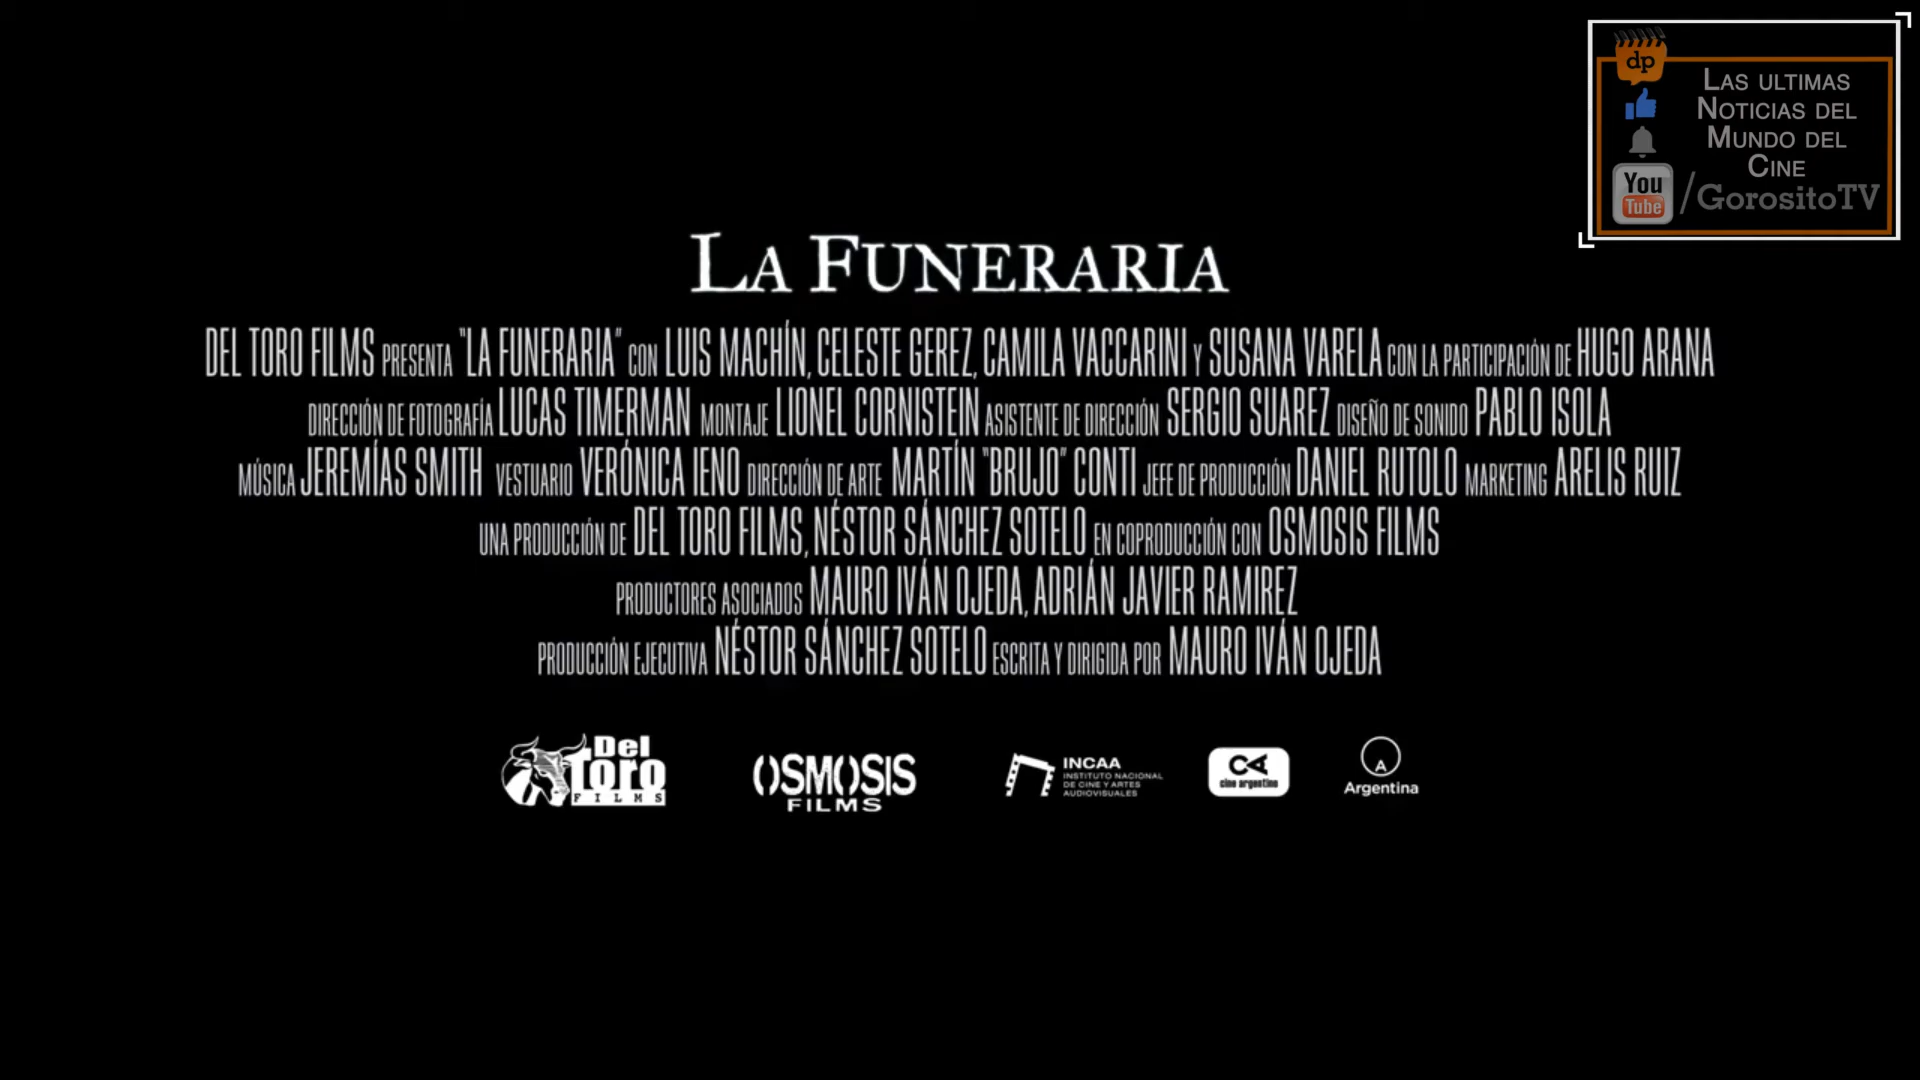 dp
LAS ULTIMAS
NOTICIAS DEL
MUNDO DEL
CINE
You
Tube
/GorositoTV
LA FUNERARIA
DEL TORO FILMS PRESENTA "LA FUNERARIA" CON LUIS MACHÍN, CELESTE GEREZ, CAMILA VACCARINI Y SUSANA VARELA CON LA PARTICIPACIÓN DE HUGO ARANA
DIRECCIÓN DE FOTOGRAFÍA LUCAS TIMERMAN MONTAJE LIONEL CORNISTEIN ASISTENTE DE DIRECCIÓN SERGIO SUAREZ DISEÑO DE SONIDO PABLO ISOLA
MÚSICA JEREMÍAS SMITH VESTUARIO VERÓNICA IENO DIRECCIÓN DE ARTE MARTÍN "BRUJO" CONTI JEFE DE PRODUCCIÓN DANIEL RUTOLO MARKETING ARELIS RUIZ
UNA PRODUCCIÓN DE DEL TORO FILMS, NÉSTOR SÁNCHEZ SOTELO EN COPRODUCCIÓN CON OSMOSIS FILMS
PRODUCTORES ASOCIADOS MAURO IVÁN OJEDA, ADRIÁN JAVIER RAMIREZ
PRODUCCIÓN EJECUTIVA NÉSTOR SÁNCHEZ SOTELO ESCRITA Y DIRIGIDA POR MAURO IVÁN OJEDA
Del
toro
FILMS
OSMOSIS
FILMS
INCAA
INSTITUTO NACIONAL
DE CINE Y ARTES
AUDIOVISUALES
CA
cine argentino
A
Argentina